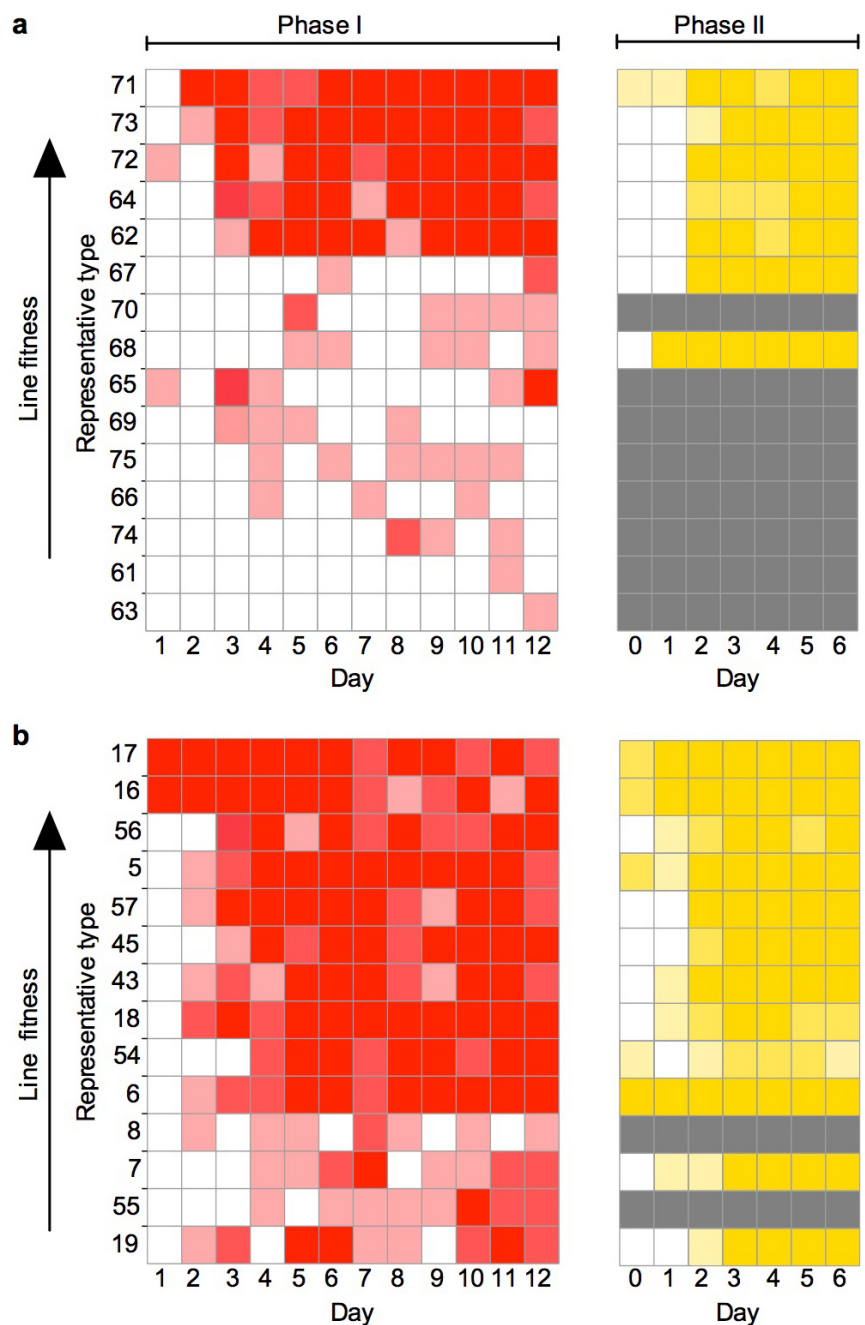 a
Phase I
Phase II
Line fitness
Representative type
71
73
72
64
62
67
70
68
65
69
75
66
74
61
63
1 2 3 4 5 6 7 8 9 10 11 12
0 1 2 3 4 5 6
Day
Day
b
Line fitness
Representative type
17
16
56
5
57
45
43
18
54
6
8
7
55
19
1 2 3 4 5 6 7 8 9 10 11 12
0 1 2 3 4 5 6
Day
Day